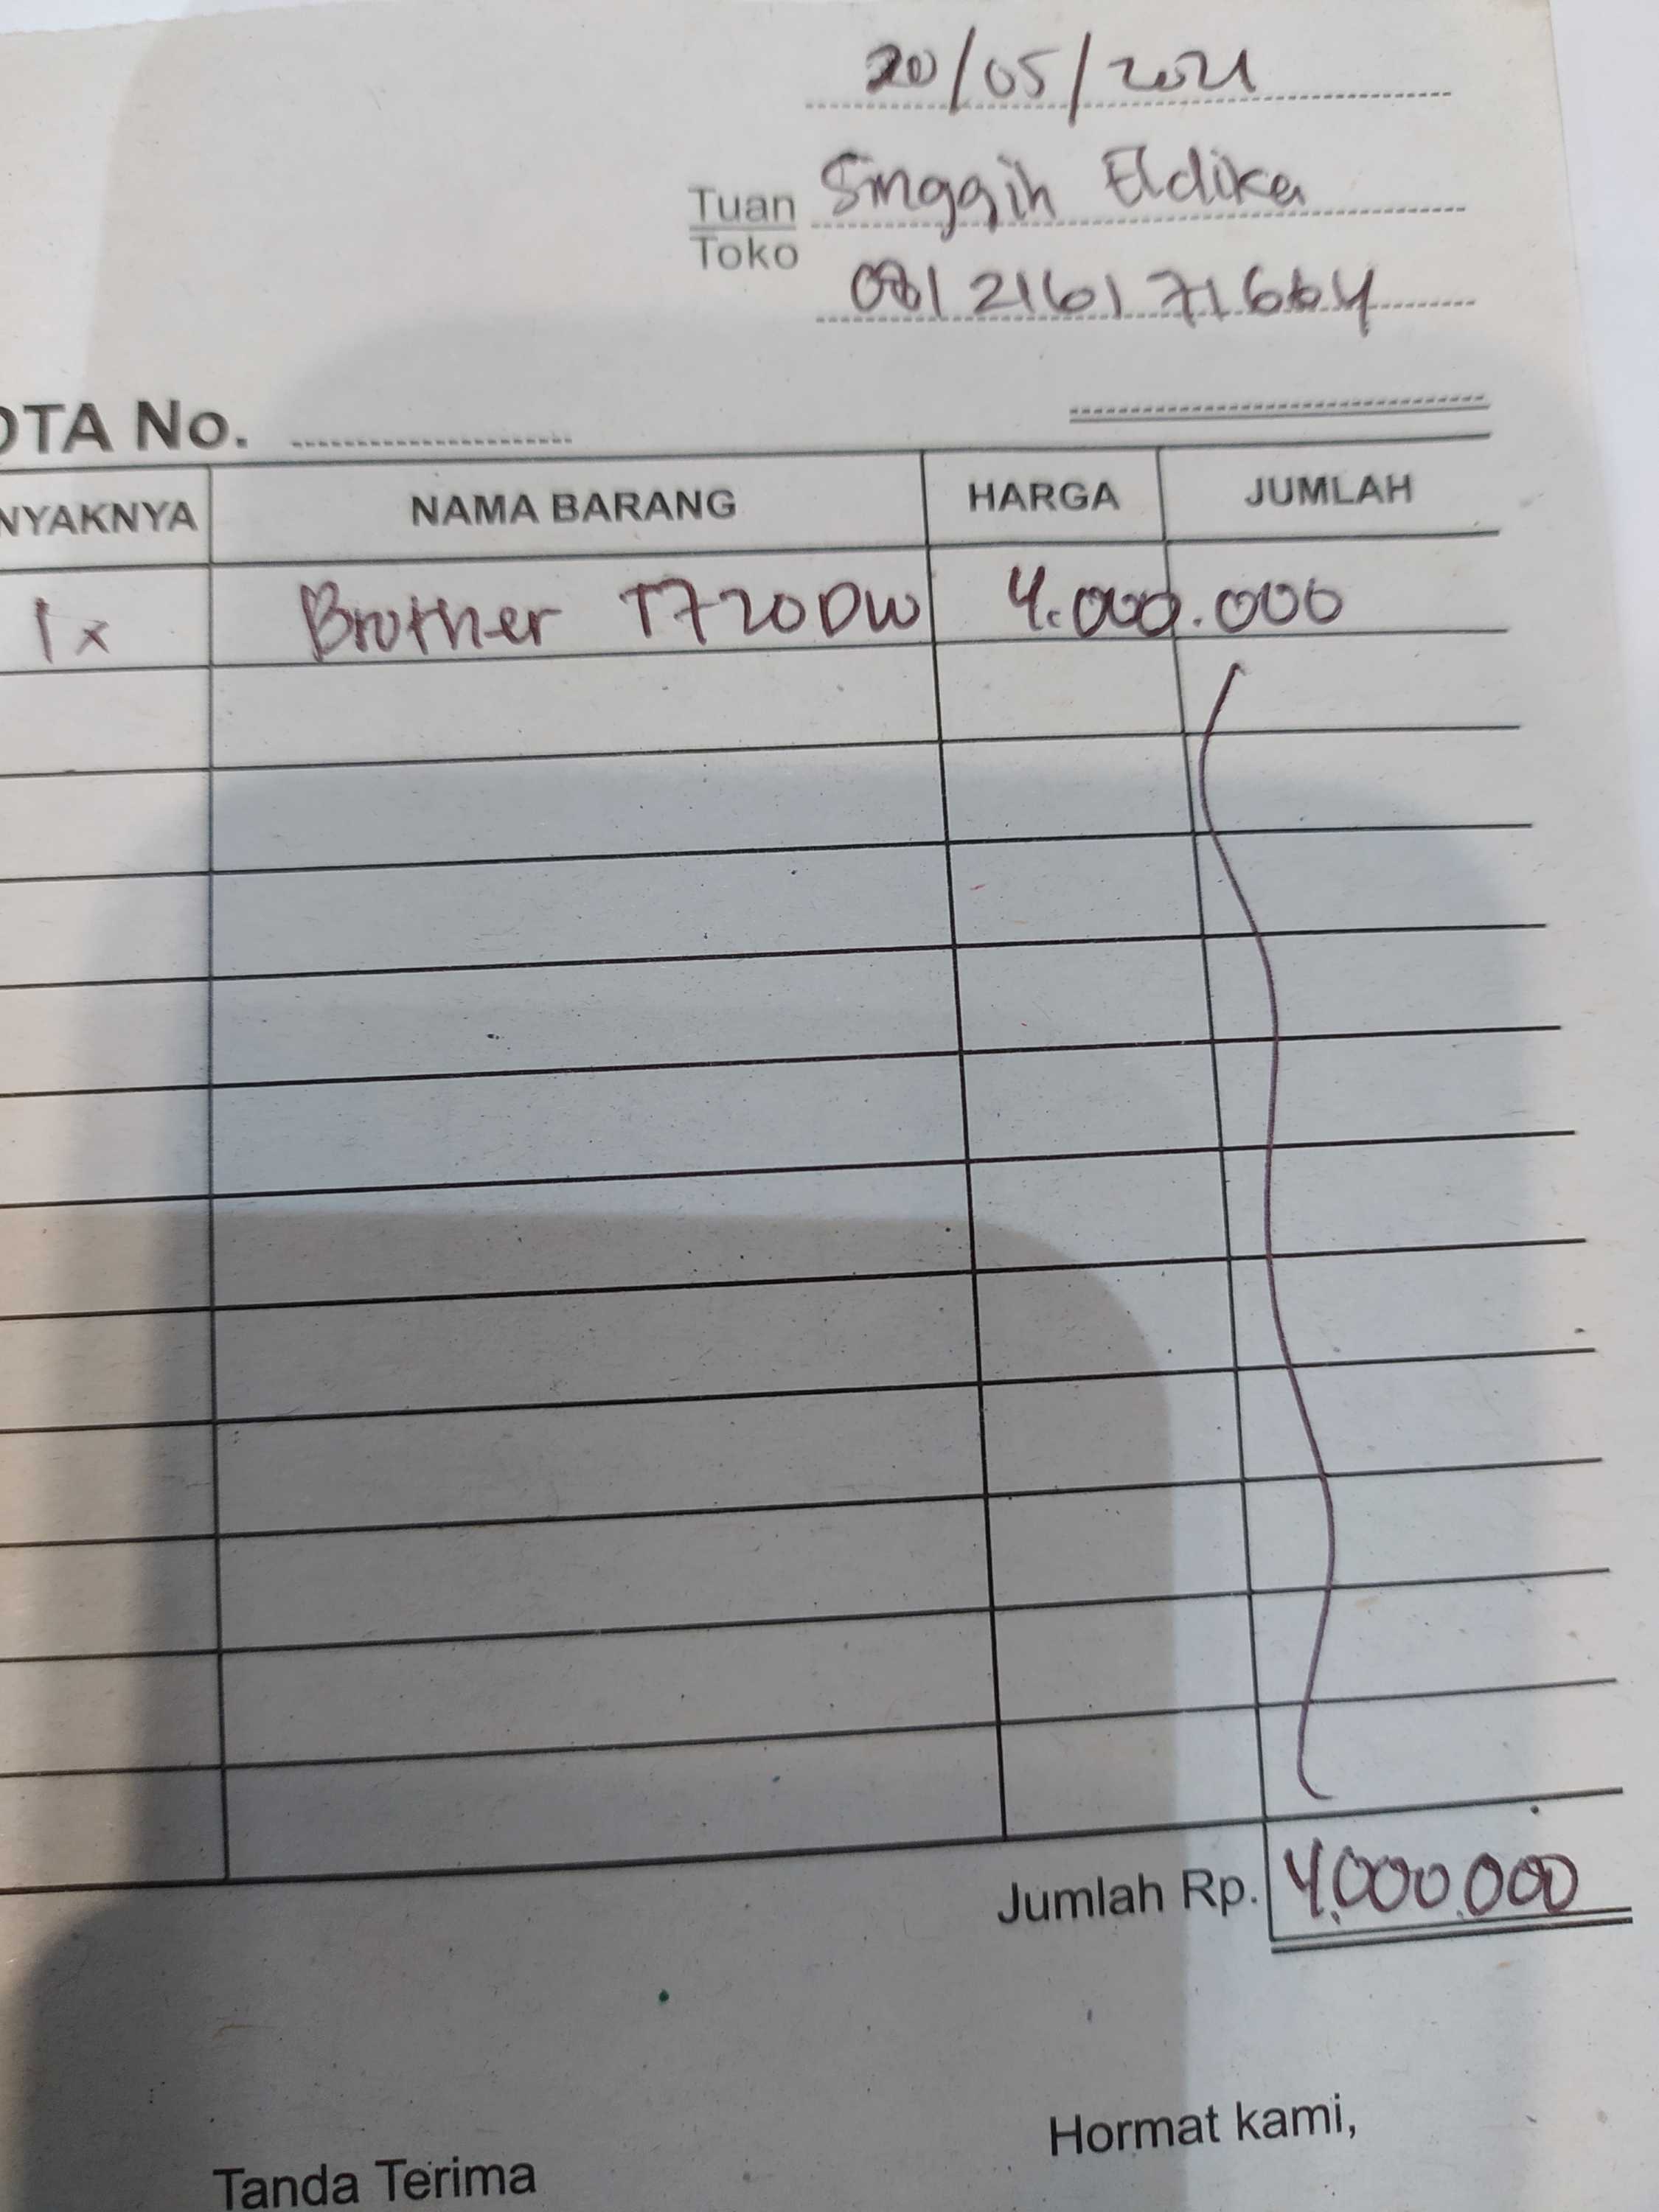 20/05/2021
Tuan Singgih Eldika
Toko
081216171664
OTA No.
NYAKNYA NAMA BARANG HARGA JUMLAH
1x Brother T720DW 4.000.000
Jumlah Rp. 4.000.000
Hormat kami,
Tanda Terima